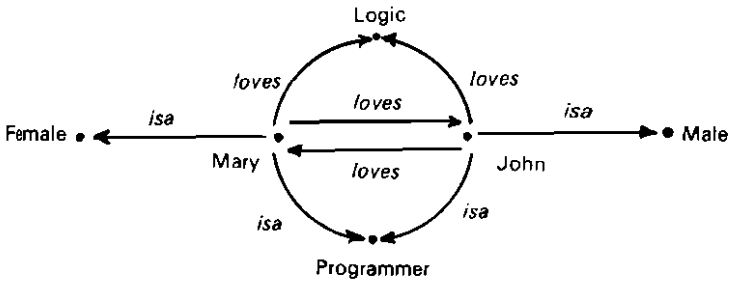 Logic
loves
loves
loves
isa
isa
Female
Male
Mary
loves
John
isa
isa
Programmer